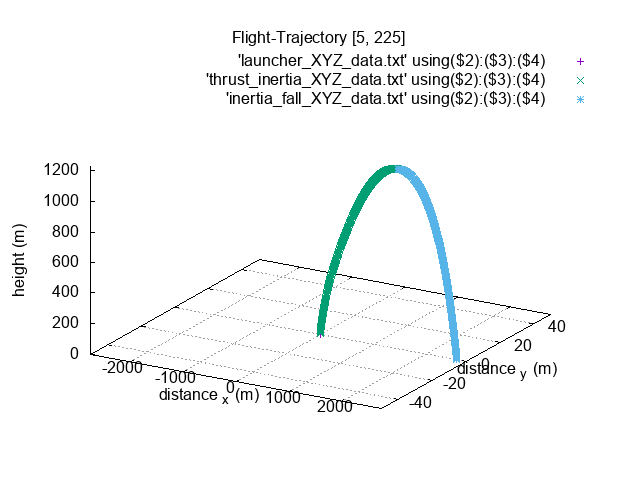 Flight-Trajectory [5, 225]
'launcher_XYZ_data.txt' using($2):($3):($4)
'thrust_inertia_XYZ_data.txt' using($2):($3):($4)
'inertia_fall_XYZ_data.txt' using($2):($3):($4)
1200
1000
800
600
400
200
0
height (m)
-2000
-1000
0
1000
2000
distance x (m)
-40
-20
0
20
40
distance y (m)